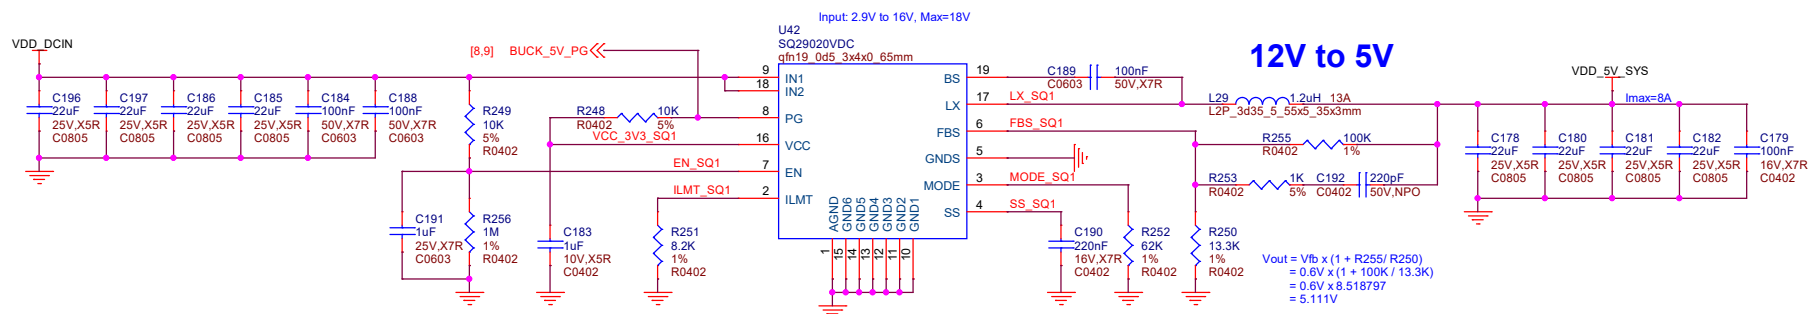 Input: 2.9V to 16V, Max=18V
U42
SQ29020VDC
qfn19_0d5_3x4x0_65mm
12V to 5V
VDD_DCIN
[8,9] BUCK_5V_PG
VDD_5V_SYS
Imax=8A
C196
22uF
25V,X5R
C0805
C197
22uF
25V,X5R
C0805
C186
22uF
25V,X5R
C0805
C185
22uF
25V,X5R
C0805
C184
100nF
50V,X7R
C0603
C188
100nF
50V,X7R
C0603
R249
10K
5%
R0402
R248
10K
R0402
5%
VCC_3V3_SQ1
EN_SQ1
ILMT_SQ1
C191
1uF
25V,X7R
C0603
R256
1M
1%
R0402
C183
1uF
10V,X5R
C0402
R251
8.2K
1%
R0402
9 IN1
18 IN2
8 PG
16 VCC
7 EN
2 ILMT
BS 19
LX 17
FBS 6
GNDS 5
MODE 3
SS 4
AGND
GND6
GND5
GND4
GND3
GND2
GND1
1
15
14
13
12
11
10
C189
100nF
C0603
50V,X7R
LX_SQ1
L29
1.2uH 13A
L2P_3d35_5_55x5_35x3mm
FBS_SQ1
R255
100K
R0402
1%
R253
1K
R0402
5%
C192
220pF
C0402
50V,NPO
MODE_SQ1
SS_SQ1
C190
220nF
16V,X7R
C0402
R252
62K
1%
R0402
R250
13.3K
1%
R0402
C178
22uF
25V,X5R
C0805
C180
22uF
25V,X5R
C0805
C181
22uF
25V,X5R
C0805
C182
22uF
25V,X5R
C0805
C179
100nF
16V,X7R
C0402
Vout = Vfb x (1 + R255/ R250)
= 0.6V x (1 + 100K / 13.3K)
= 0.6V x 8.518797
= 5.111V